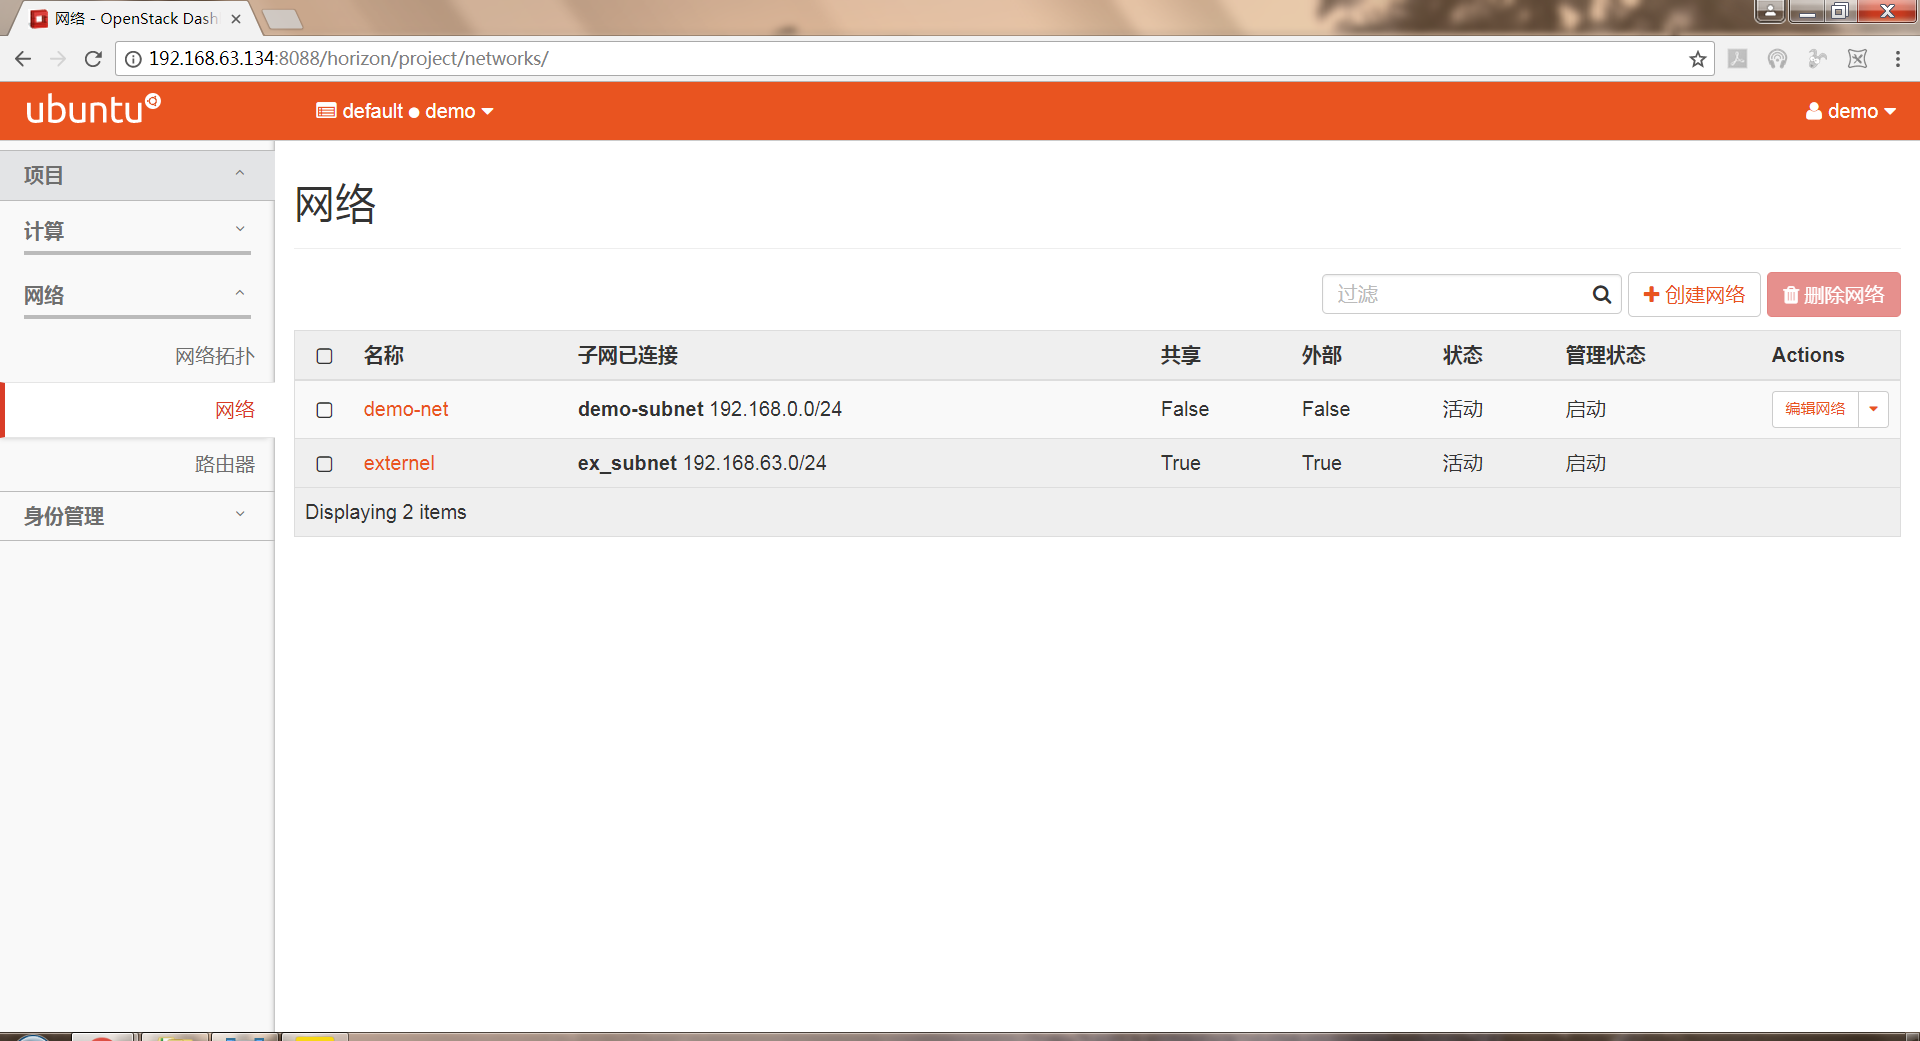 网络 - OpenStack Dash
192.168.63.134:8088/horizon/project/networks/
ubuntu
default ● demo
demo
项目
计算
网络
网络拓扑
网络
路由器
身份管理
网络
过滤
创建网络
删除网络
名称 子网已连接 共享 外部 状态 管理状态 Actions
demo-net demo-subnet 192.168.0.0/24 False False 活动 启动 编辑网络
externel ex_subnet 192.168.63.0/24 True True 活动 启动
Displaying 2 items